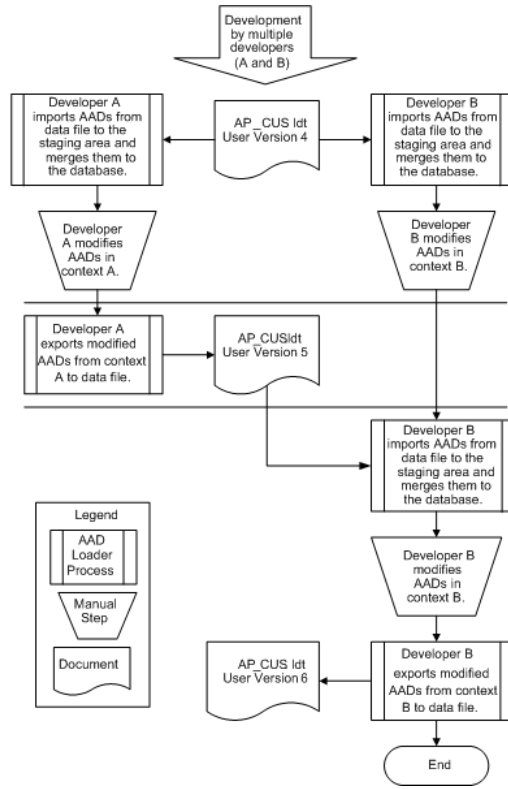 Development
by multiple
developers
(A and B)
Developer A
imports AADs from
data file to the
staging area and
merges them to
the database.
AP_CUS ldt
User Version 4
Developer B
imports AADs from
data file to the
staging area and
merges them to
the database.
Developer
A modifies
AADs in
context A.
Developer
B modifies
AADs in
context B.
Developer A
exports modified
AADs from context
A to data file.
AP_CUSldt
User Version 5
Developer B
imports AADs from
data file to the
staging area and
merges them to
the database.
Legend
AAD
Loader
Process
Manual
Step
Document
Developer B
modifies
AADs in
context B.
AP_CUS ldt
User Version 6
Developer B
exports modified
AADs from context
B to data file.
End